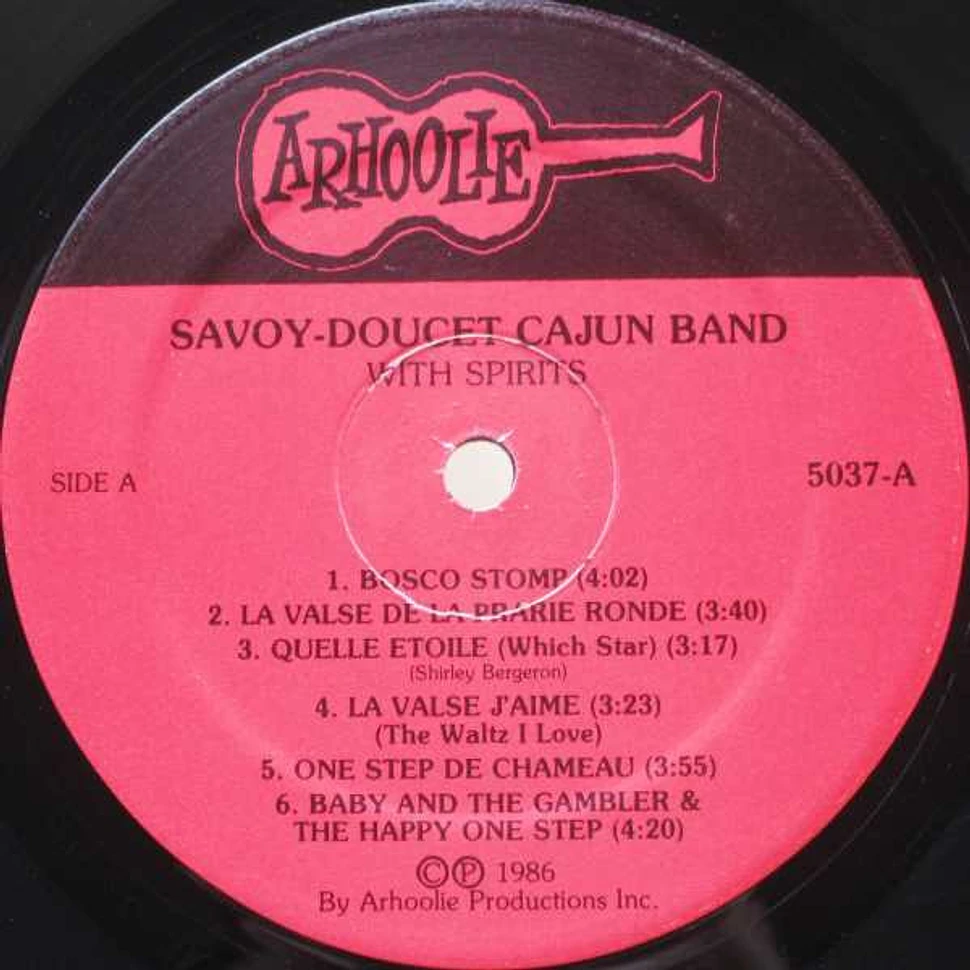 ARHOOLIE
SAVOY-DOUCET CAJUN BAND
WITH SPIRITS
SIDE A
5037-A
1. BOSCO STOMP (4:02)
2. LA VALSE DE LA PRARIE RONDE (3:40)
3. QUELLE ETOILE (Which Star) (3:17)
(Shirley Bergeron)
4. LA VALSE J'AIME (3:23)
(The Waltz I Love)
5. ONE STEP DE CHAMEAU (3:55)
6. BABY AND THE GAMBLER &
THE HAPPY ONE STEP (4:20)
©℗ 1986
By Arhoolie Productions Inc.